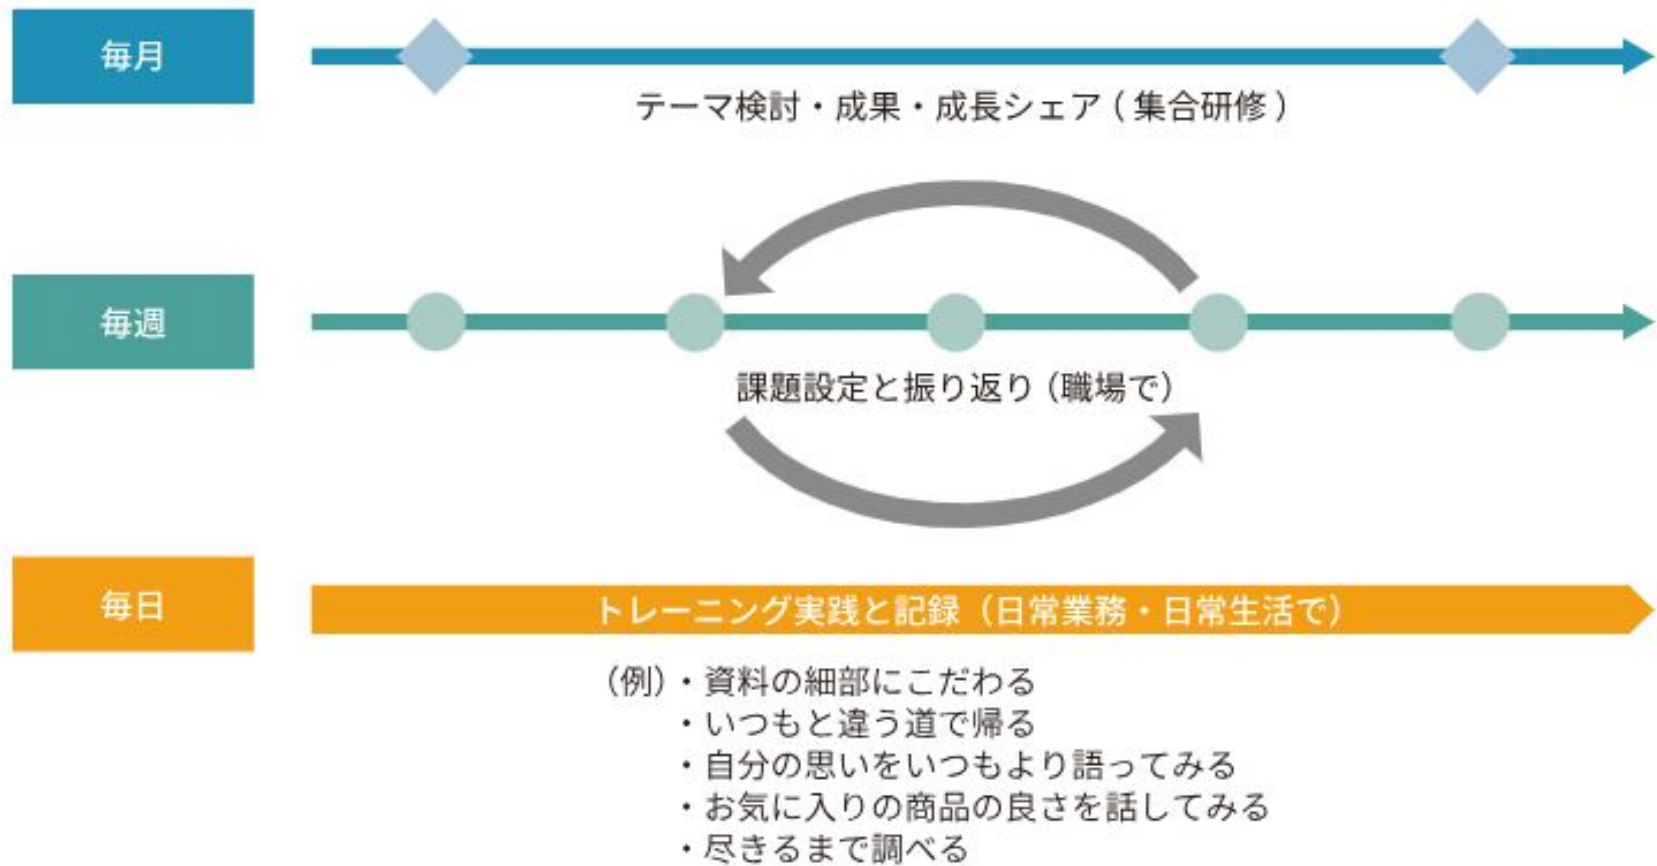 毎月
テーマ検討・成果・成長シェア ( 集合研修 )
毎週
課題設定と振り返り（職場で）
毎日
トレーニング実践と記録（日常業務・日常生活で）
（例）・資料の細部にこだわる
・いつもと違う道で帰る
・自分の思いをいつもより語ってみる
・お気に入りの商品の良さを話してみる
・尽きるまで調べる